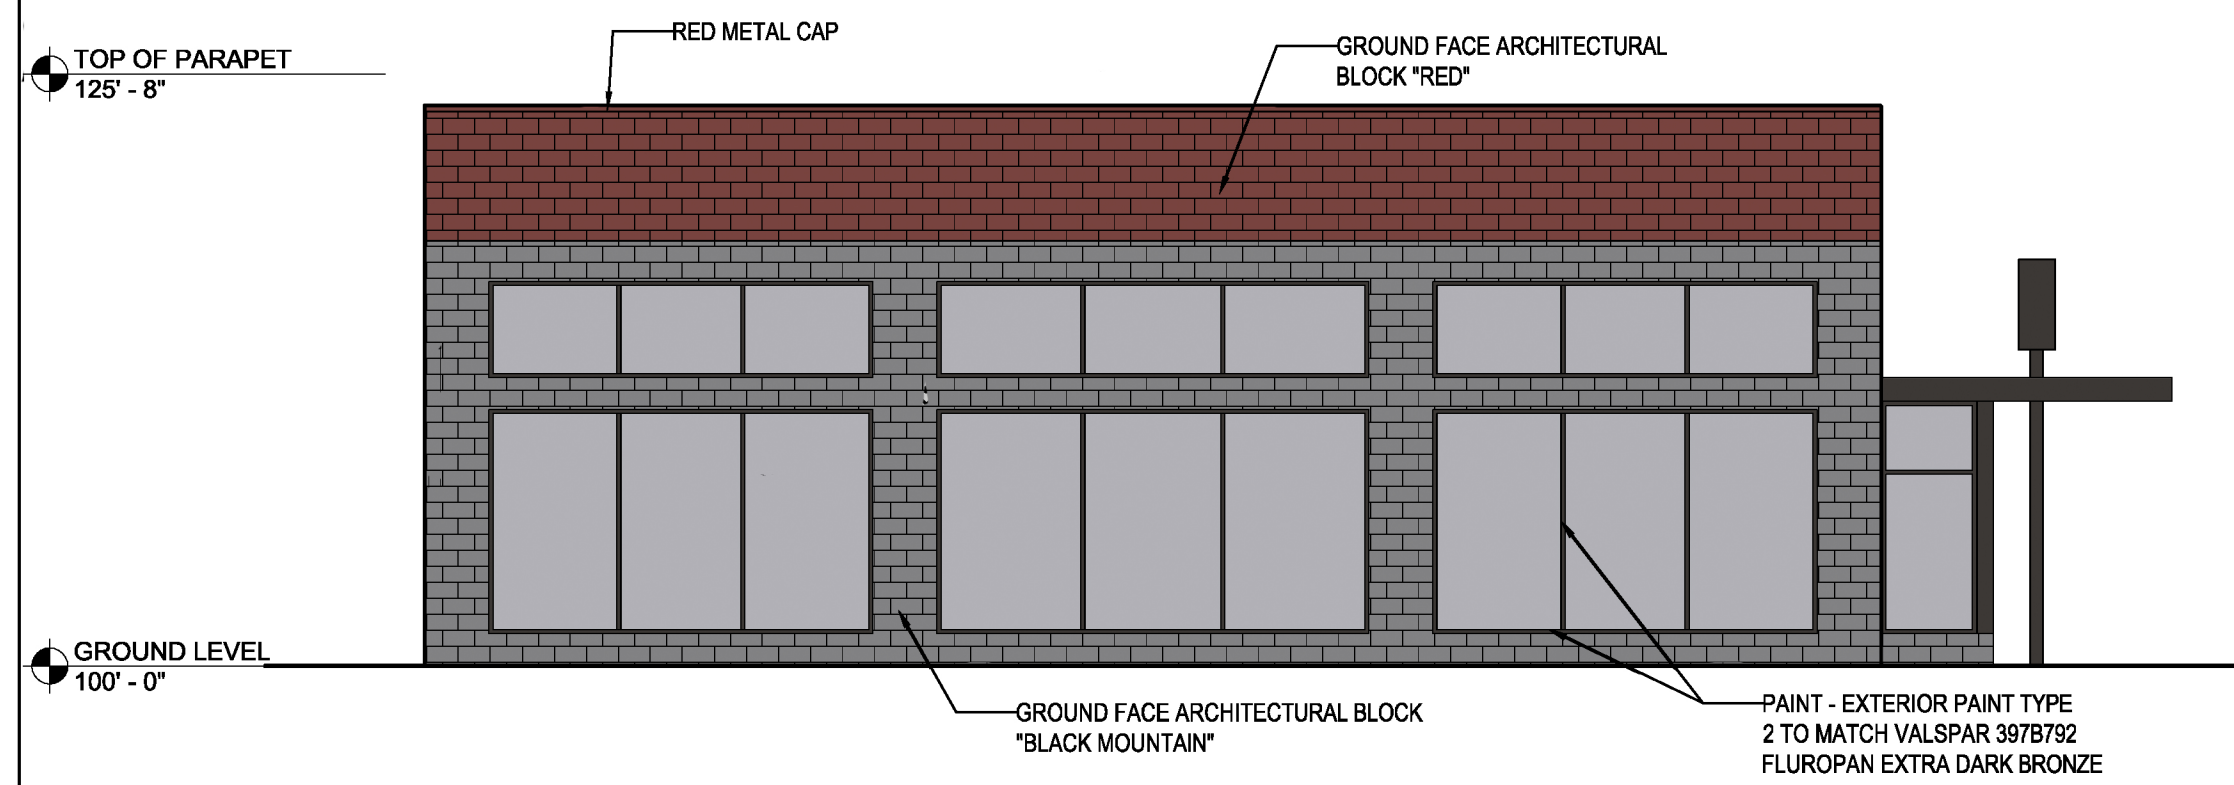 RED METAL CAP
GROUND FACE ARCHITECTURAL
BLOCK "RED"
TOP OF PARAPET
125' - 8"
GROUND LEVEL
100' - 0"
GROUND FACE ARCHITECTURAL BLOCK
"BLACK MOUNTAIN"
PAINT - EXTERIOR PAINT TYPE
2 TO MATCH VALSPAR 397B792
FLUROPAN EXTRA DARK BRONZE